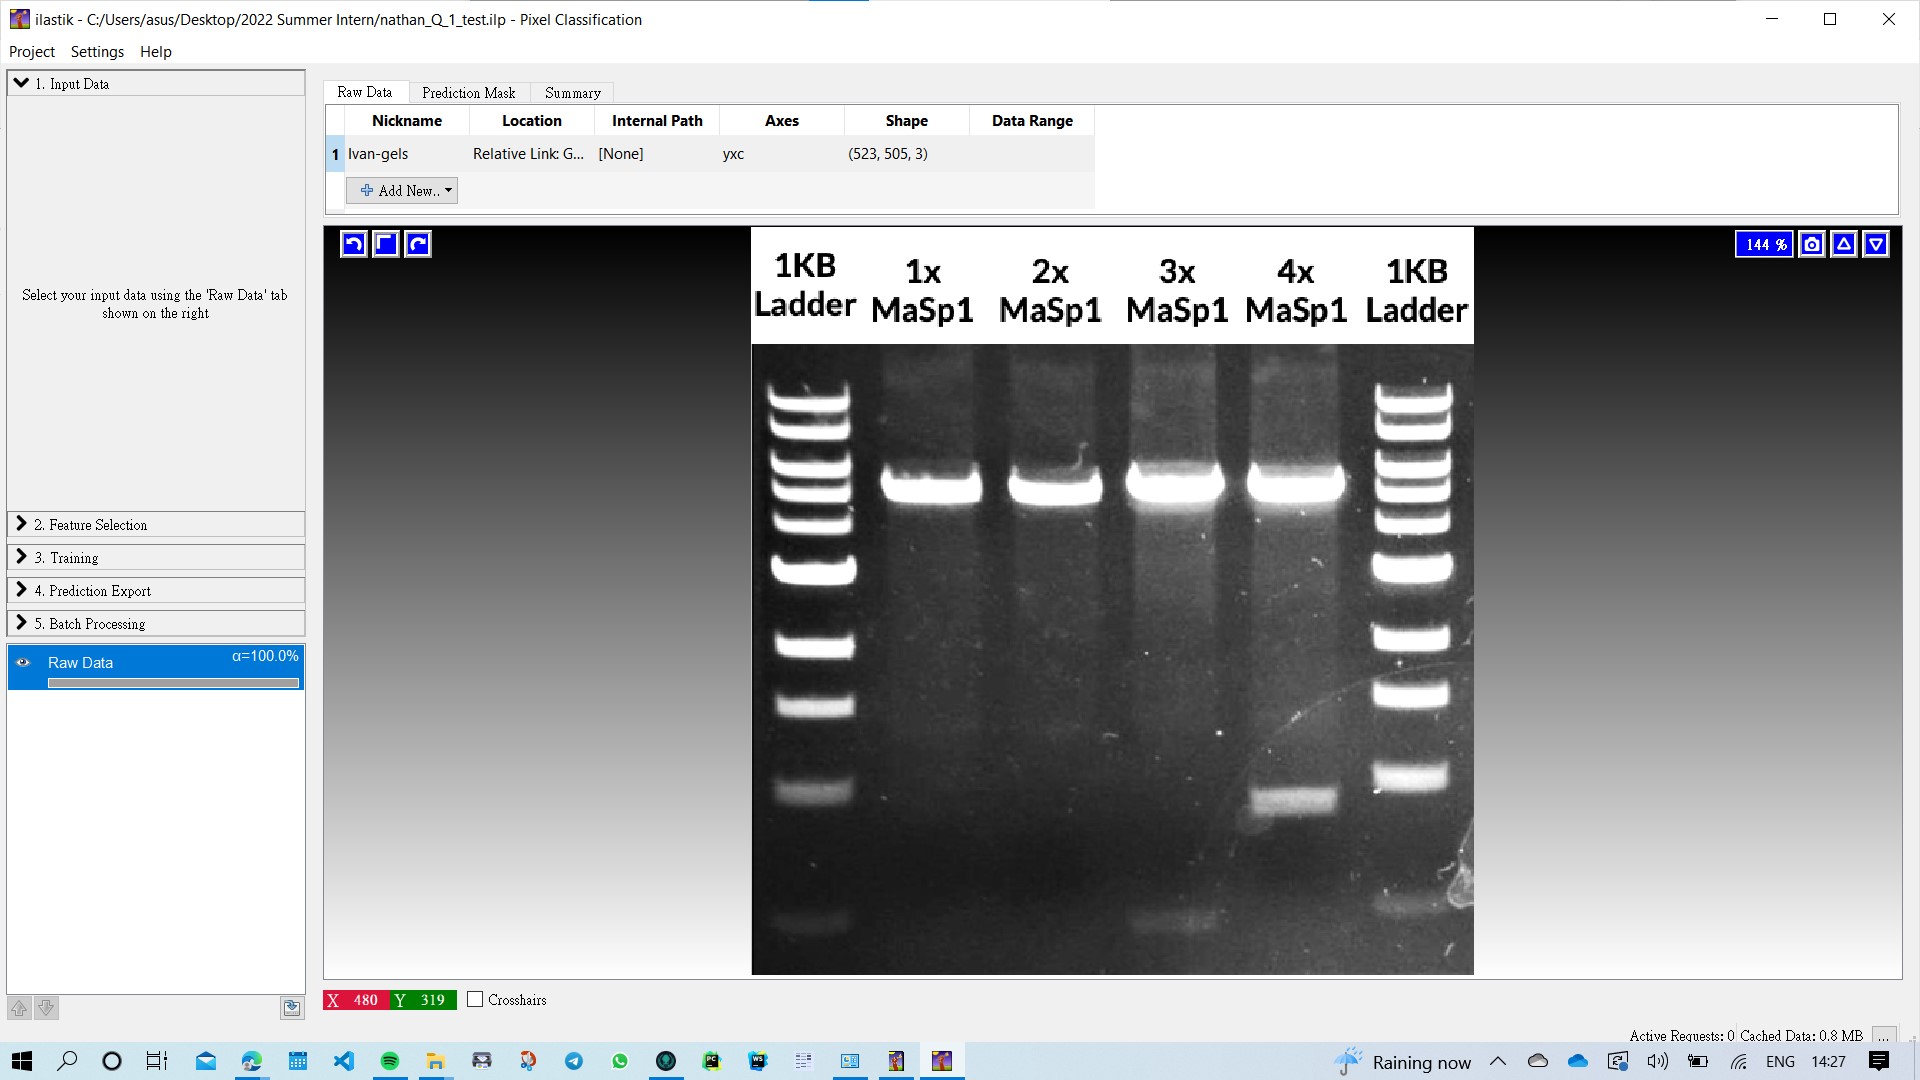 ilastik - C:/Users/asus/Desktop/2022 Summer Intern/nathan_Q_1_test.ilp - Pixel Classification
Project Settings Help
1. Input Data
Select your input data using the 'Raw Data' tab
shown on the right
2. Feature Selection
3. Training
4. Prediction Export
5. Batch Processing
Raw Data α=100.0%
Raw Data Prediction Mask Summary
Nickname Location Internal Path Axes Shape Data Range
1 Ivan-gels Relative Link: G... [None] yxc (523, 505, 3)
Add New..
144 %
1KB Ladder
1x MaSp1
2x MaSp1
3x MaSp1
4x MaSp1
1KB Ladder
X 480 Y 319 Crosshairs
Active Requests: 0 Cached Data: 0.8 MB ...
Raining now ENG 14:27